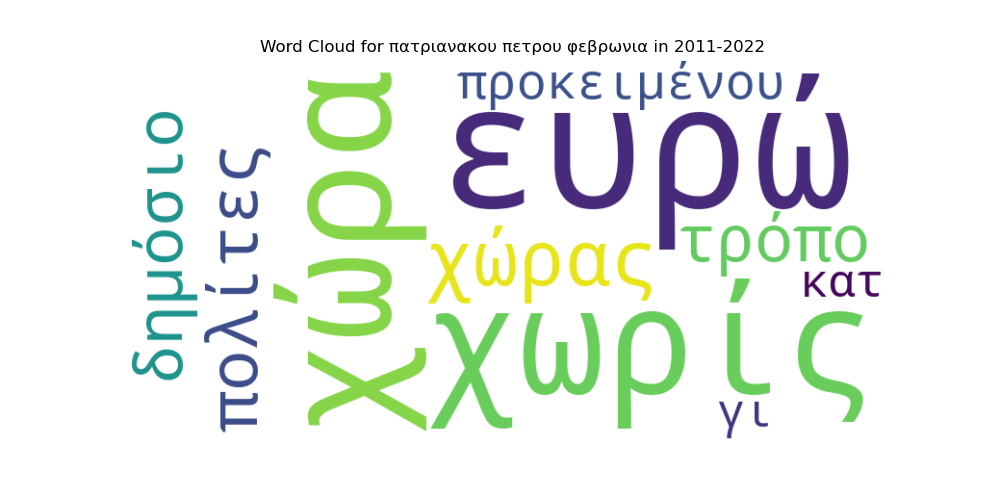 Word Cloud for πατριανακου πετρου φεβρωνια in 2011-2022
προκειμένου
ευρώ
χώρα
δημόσιο
πολίτες
τρόπο
χώρας
κατ
χωρίς
γι